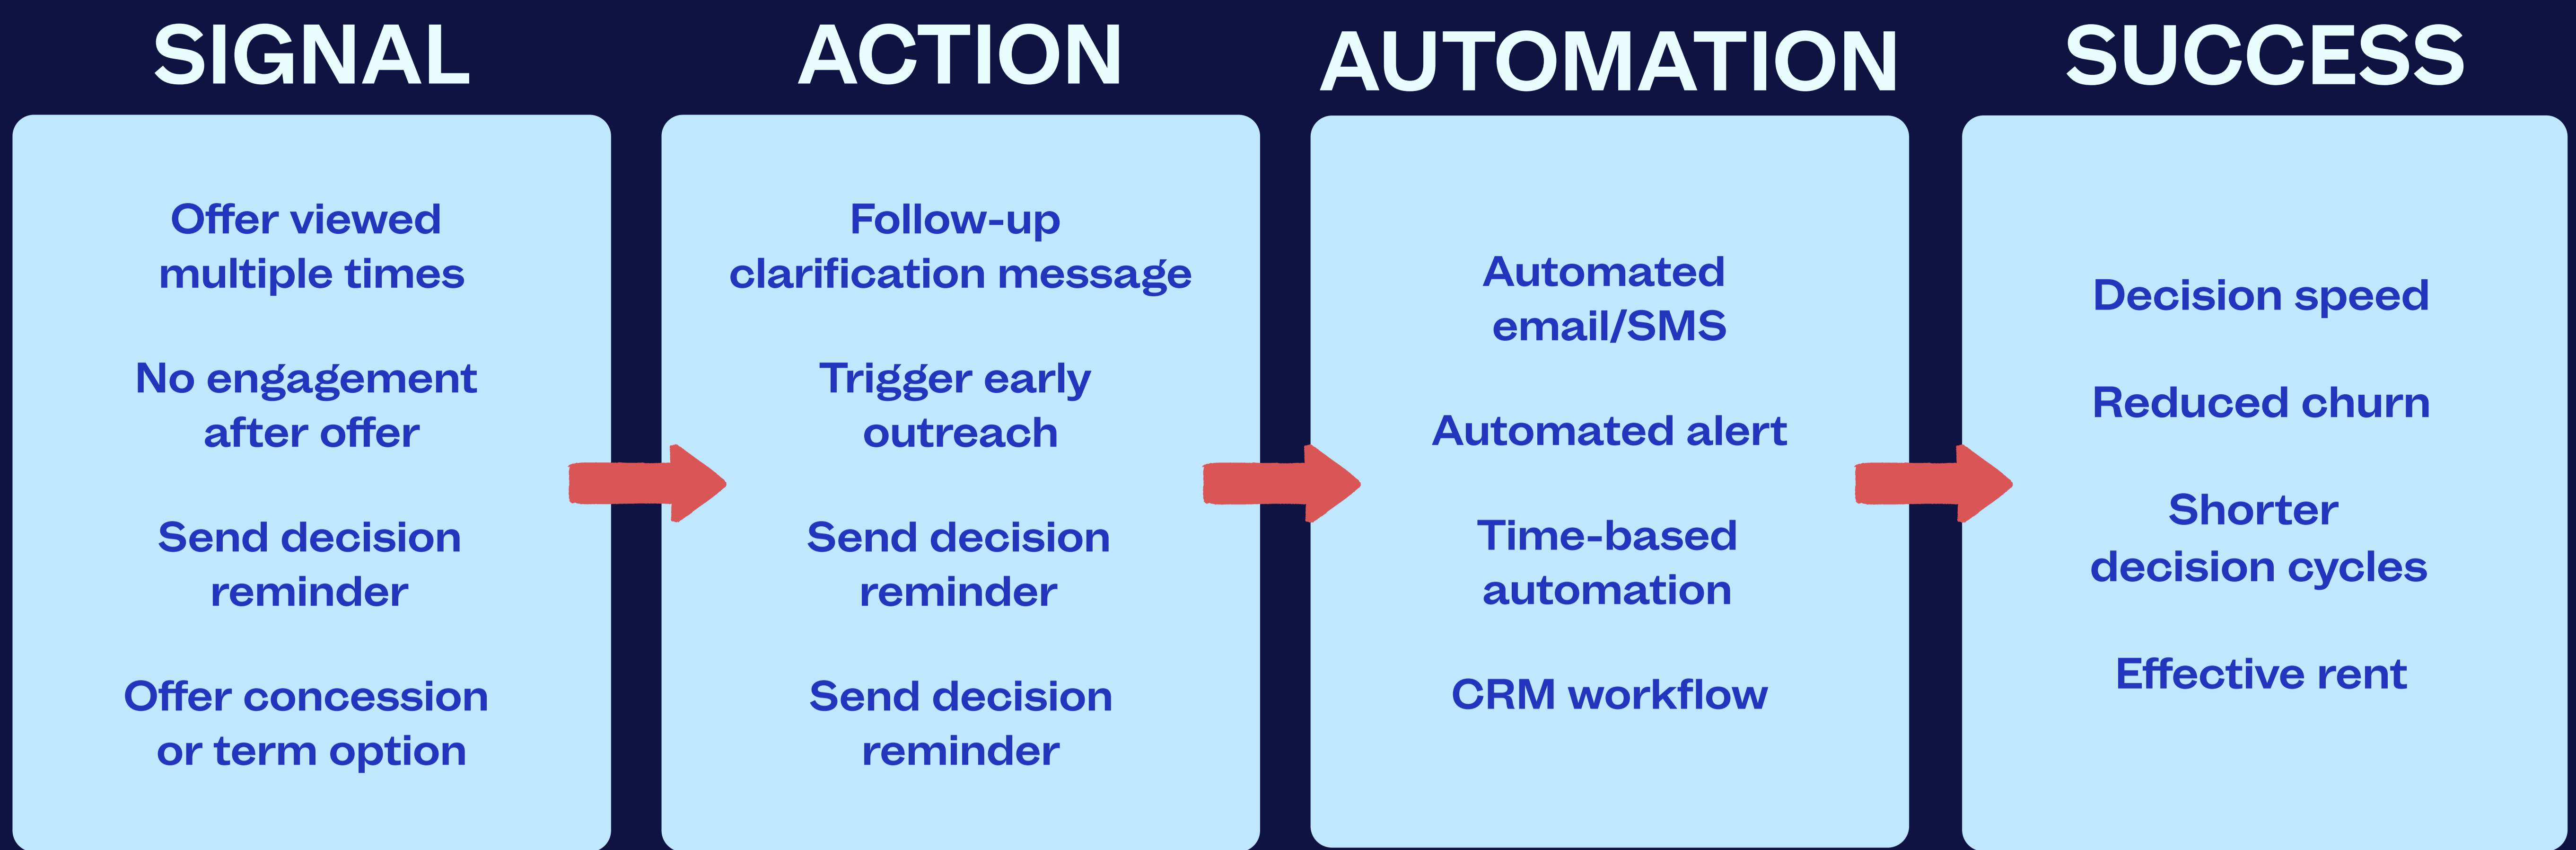 SIGNAL
Offer viewed
multiple times
No engagement
after offer
Send decision
reminder
Offer concession
or term option
ACTION
Follow-up
clarification message
Trigger early
outreach
Send decision
reminder
Send decision
reminder
AUTOMATION
Automated
email/SMS
Automated alert
Time-based
automation
CRM workflow
SUCCESS
Decision speed
Reduced churn
Shorter
decision cycles
Effective rent